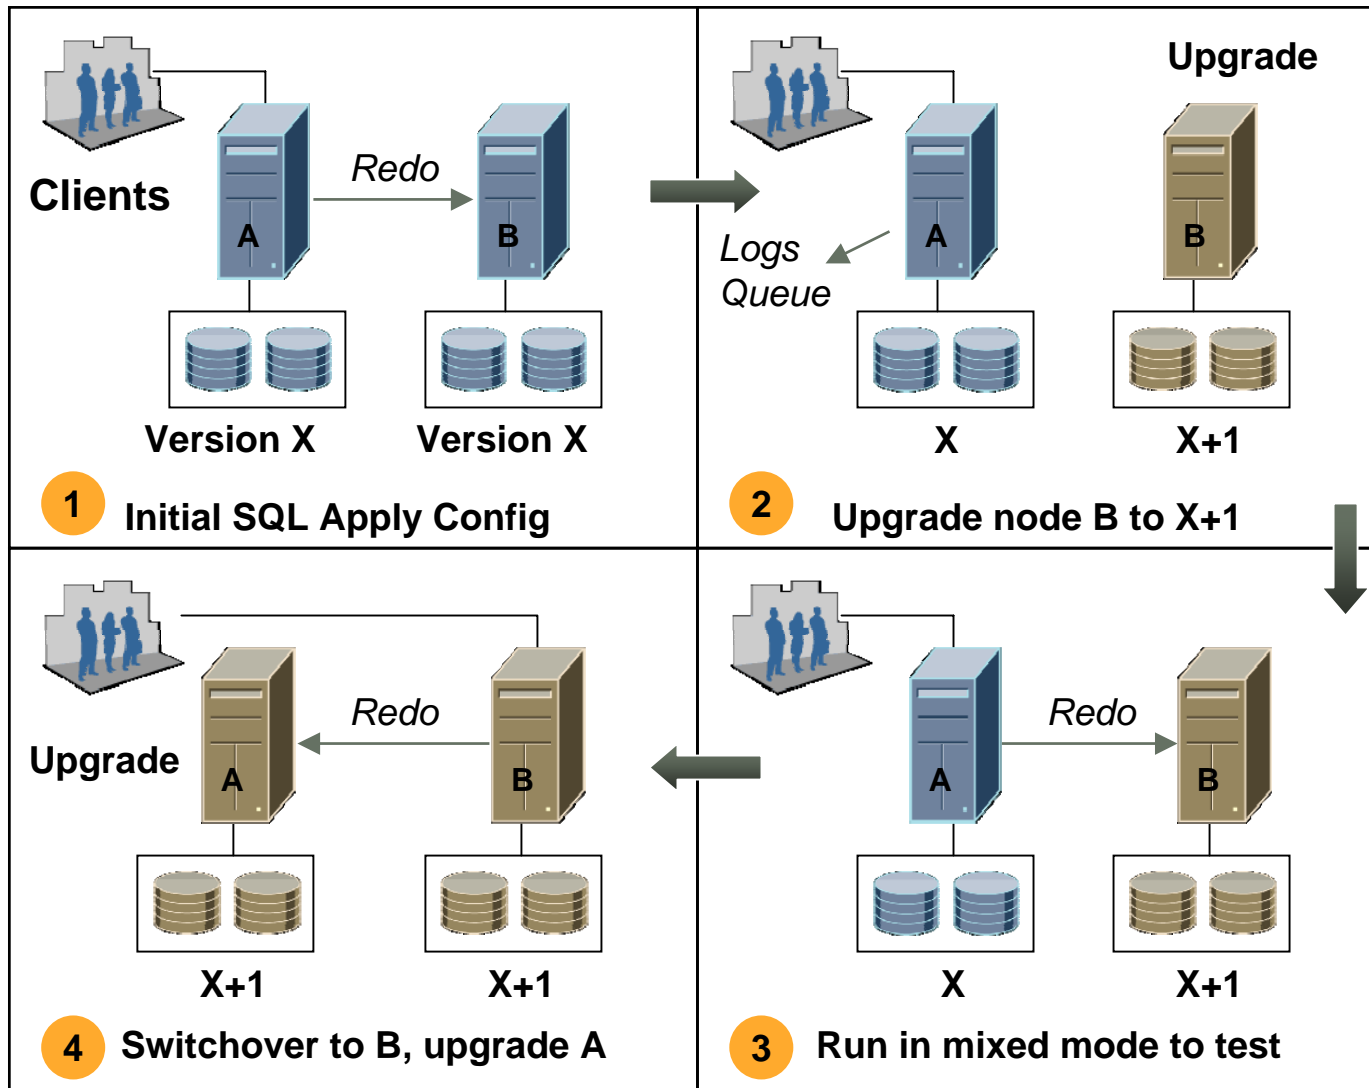 Clients
Redo
A
B
Version X
Version X
1
Initial SQL Apply Config
Upgrade
Logs
Queue
A
B
X
X+1
2
Upgrade node B to X+1
Redo
A
B
X
X+1
3
Run in mixed mode to test
Upgrade
Redo
A
B
X+1
X+1
4
Switchover to B, upgrade A